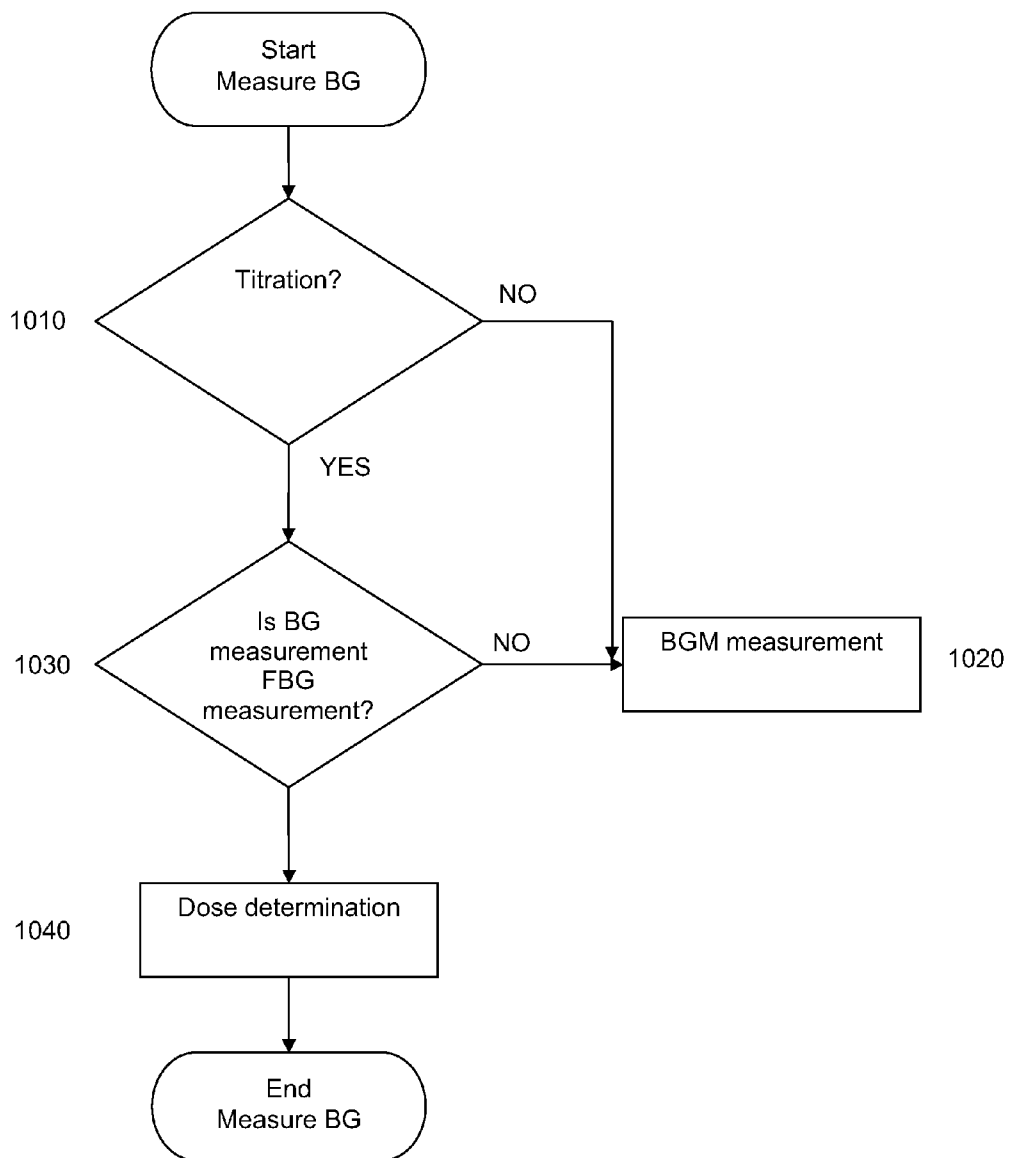 Start
Measure BG
Titration?
NO
1010
YES
Is BG
measurement
FBG
measurement?
NO
1030
BGM measurement
1020
Dose determination
1040
End
Measure BG